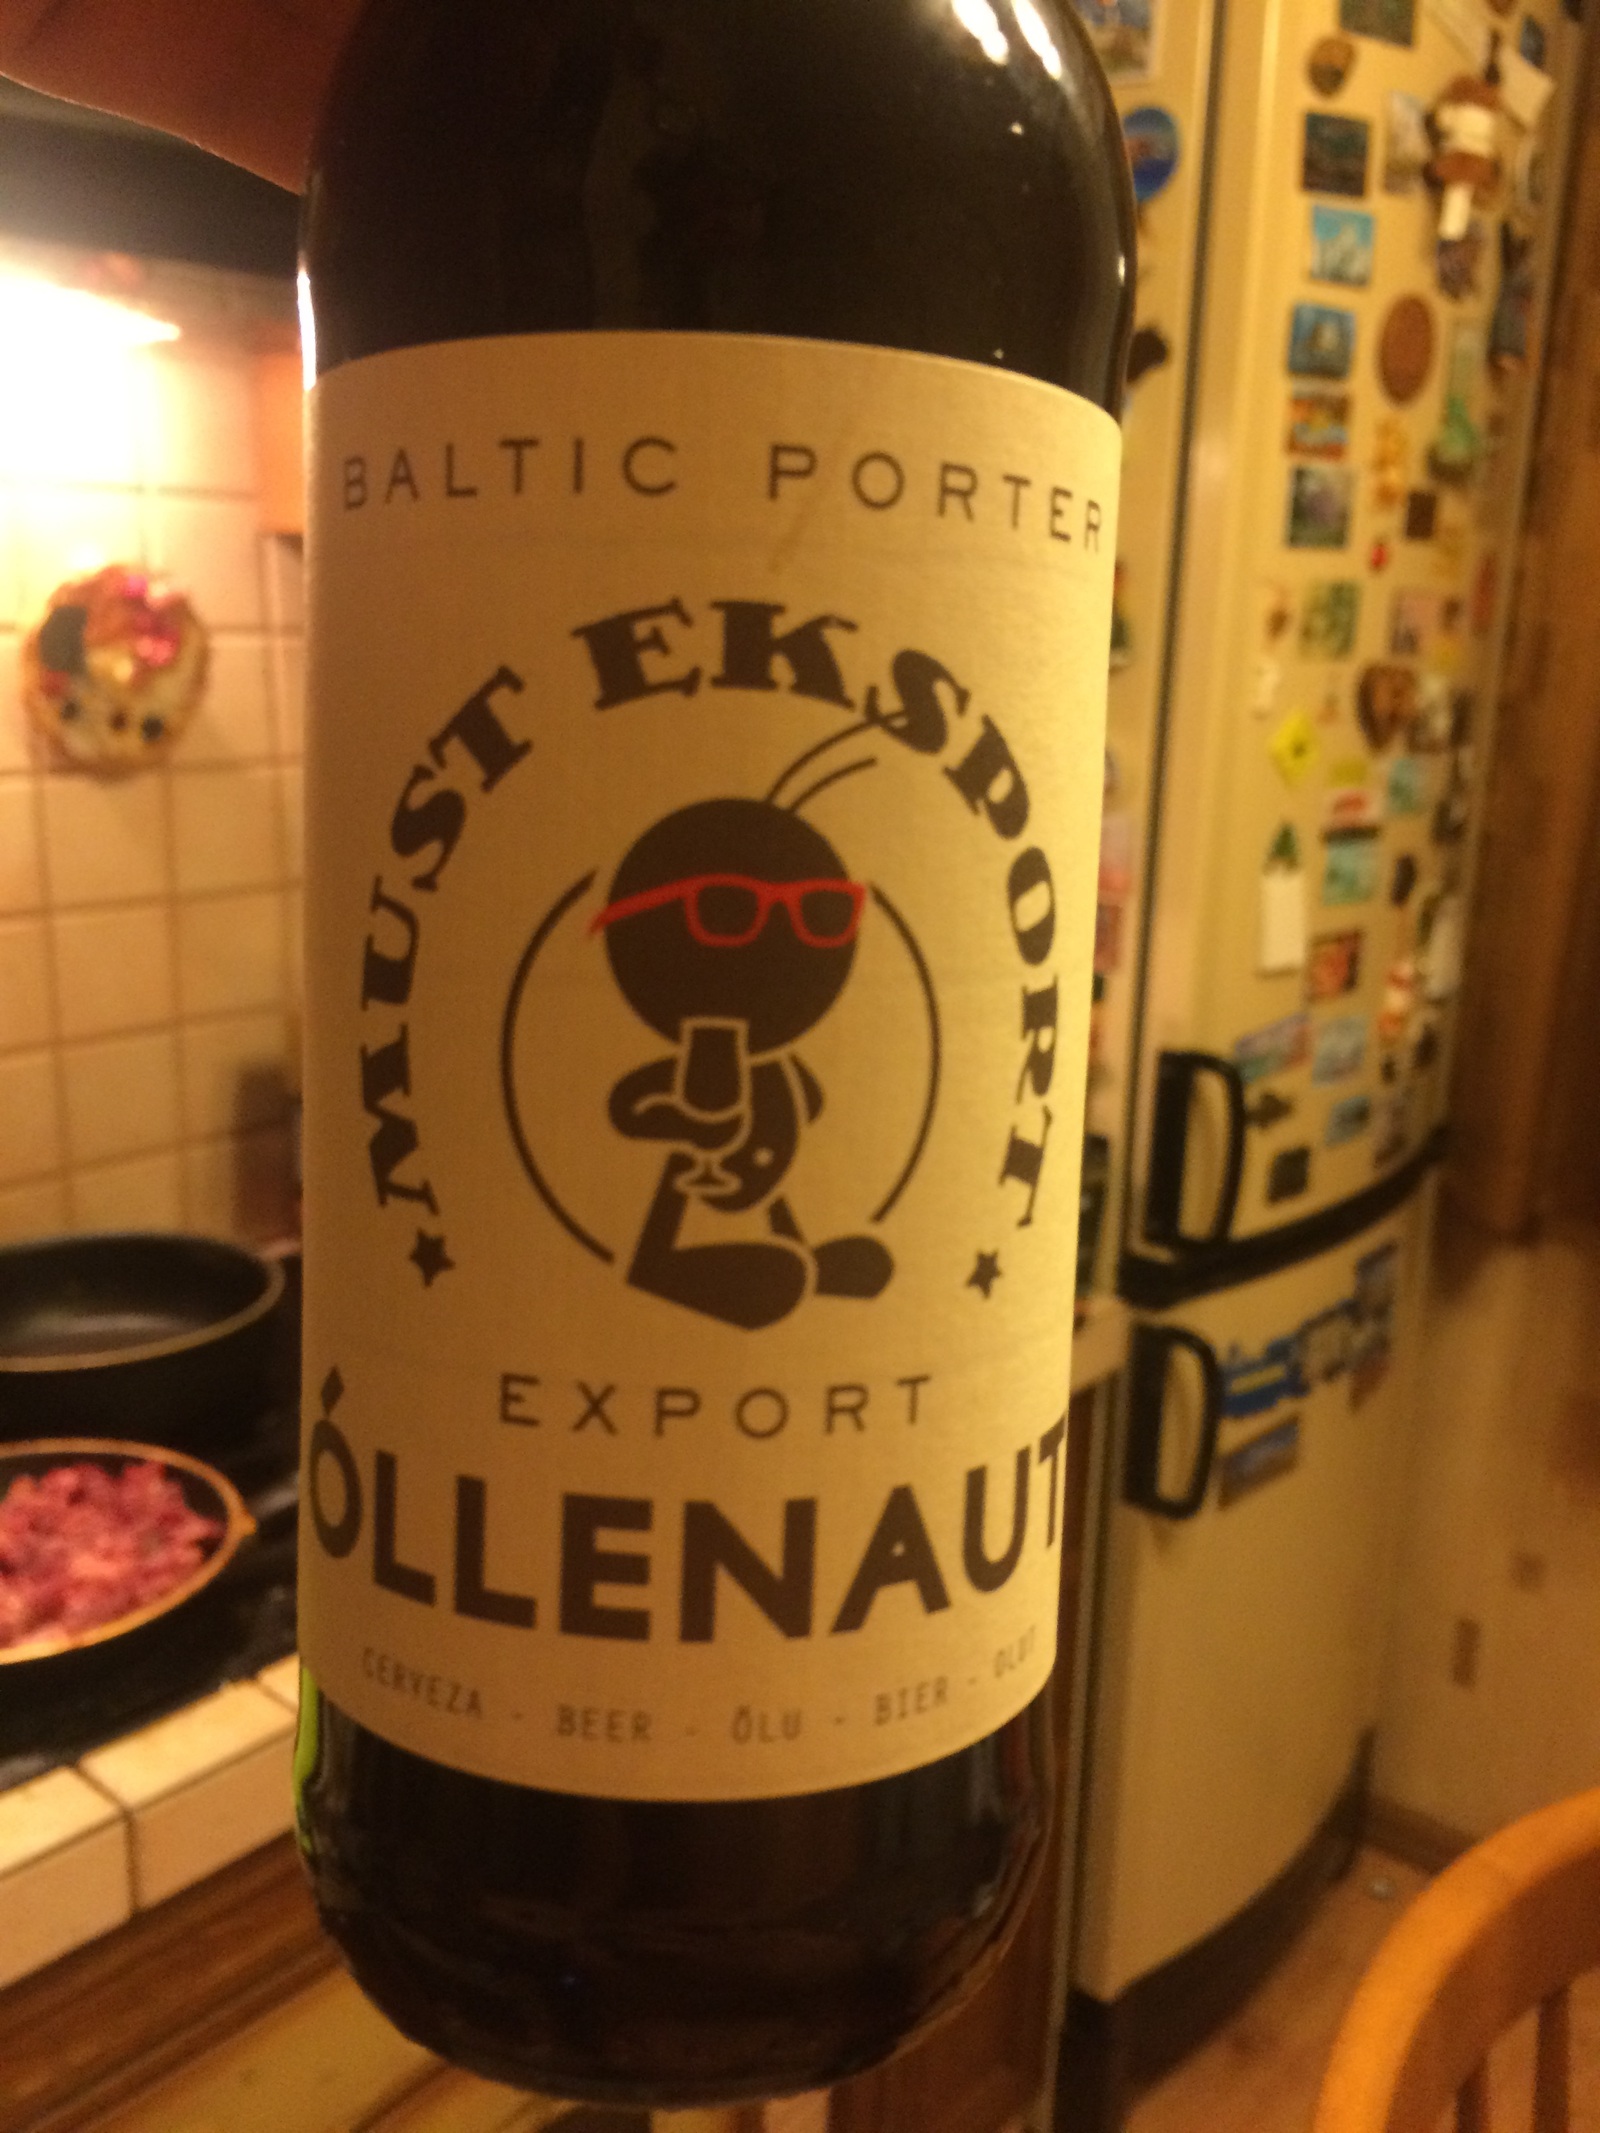 BALTIC PORTER
MUST EKSPORT
EXPORT
ÕLLENAUT
CERVEZA - BEER - ÕLU - BIER - OLUT